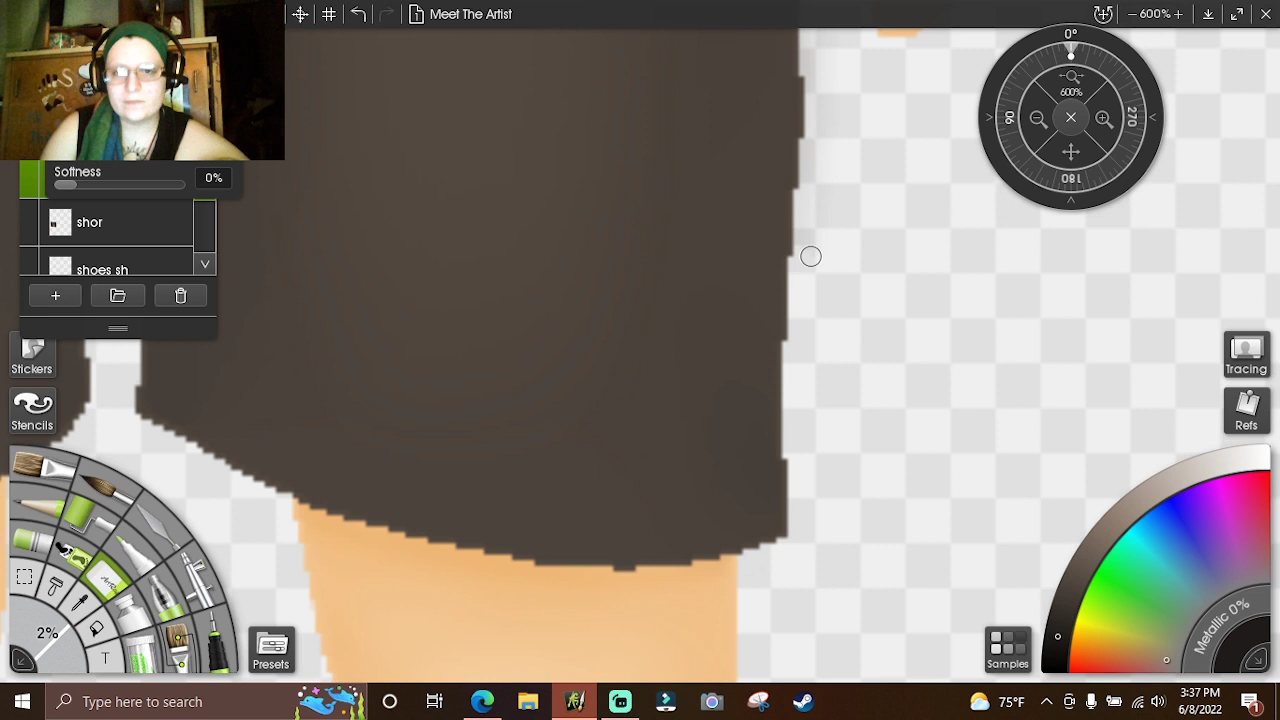 Meet The Artist
600%
0°
600%
90
270
180
Softness
0%
shor
shoes sh
Stickers
Stencils
Tracing
Refs
2%
T
Presets
Samples
Metallic 0%
Type here to search
75°F
3:37 PM
6/8/2022
1